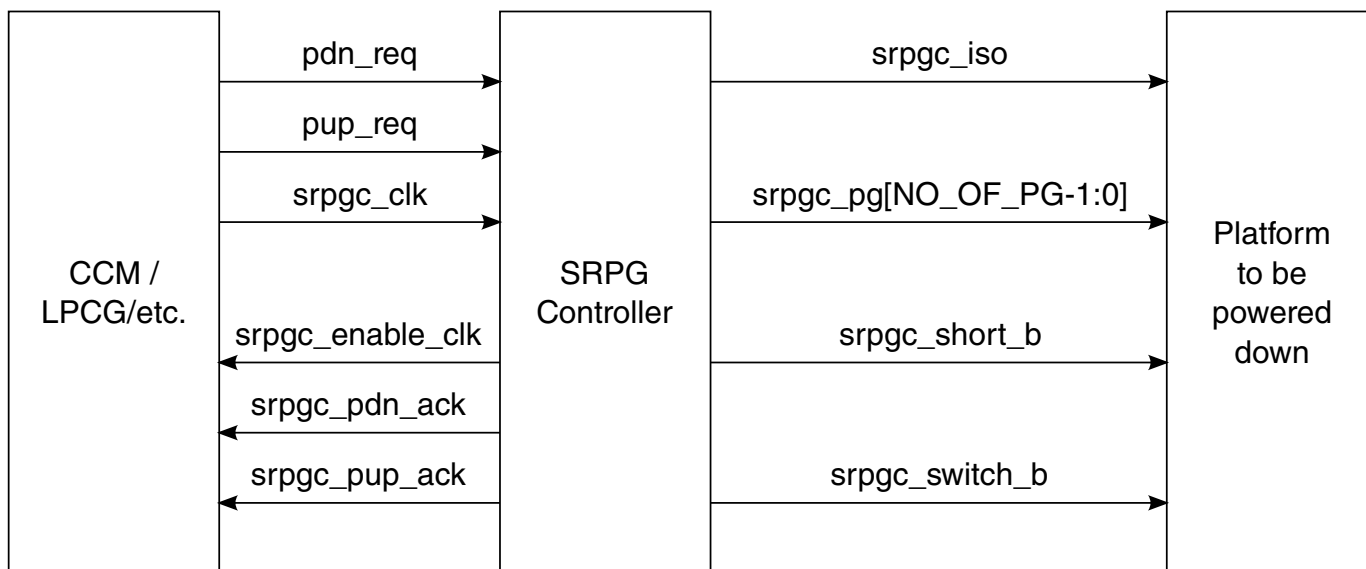 pdn_req
pup_req
srpgc_clk
CCM /
LPCG/etc.
srpgc_enable_clk
srpgc_pdn_ack
srpgc_pup_ack
SRPG
Controller
srpgc_iso
srpgc_pg[NO_OF_PG-1:0]
srpgc_short_b
srpgc_switch_b
Platform
to be
powered
down